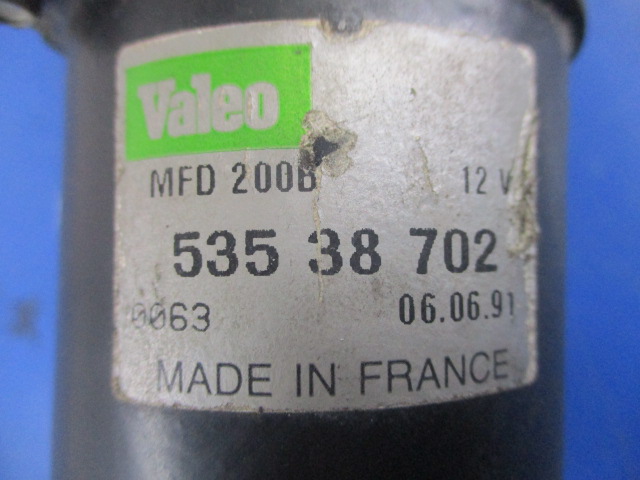 Valeo
MFD 200B 12 V
535 38 702
0063 06.06.91
MADE IN FRANCE